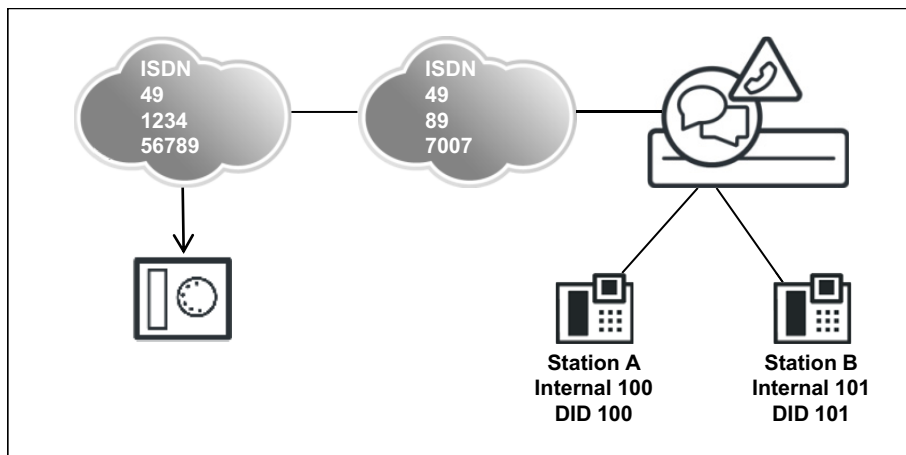 ISDN
49
1234
56789
ISDN
49
89
7007
Station A
Internal 100
DID 100
Station B
Internal 101
DID 101